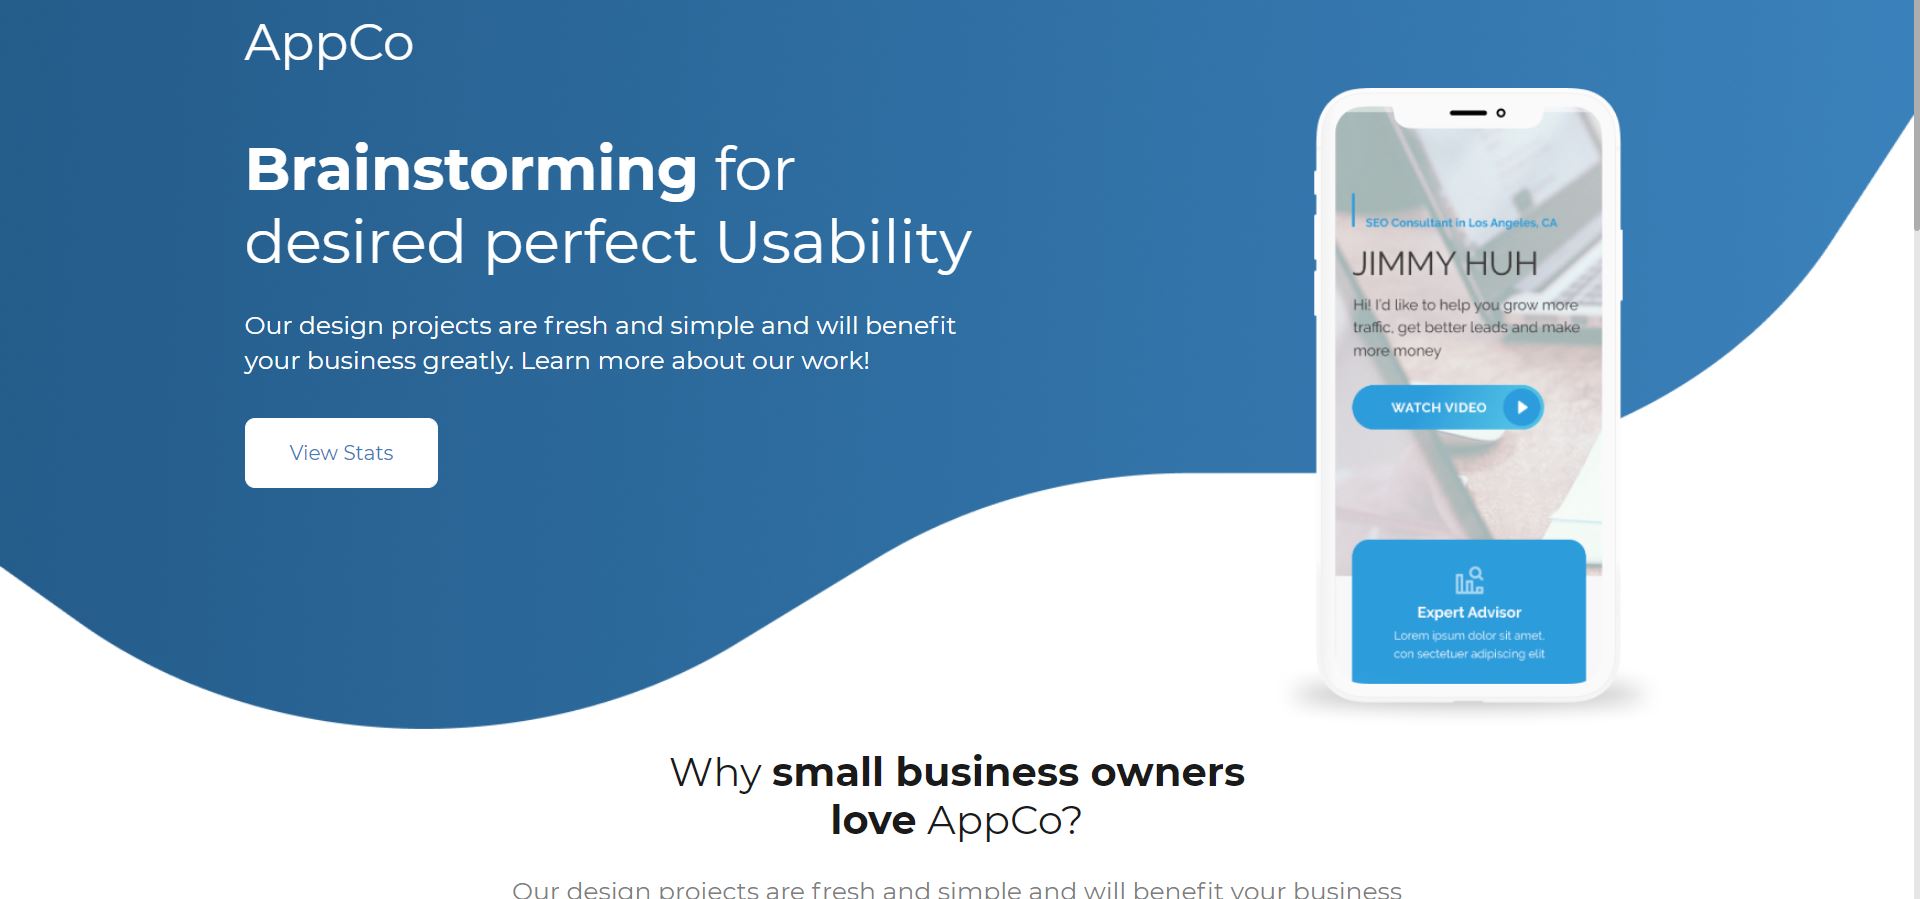 AppCo
Brainstorming for
desired perfect Usability
Our design projects are fresh and simple and will benefit
your business greatly. Learn more about our work!
View Stats
SEO Consultant in Los Angeles, CA
JIMMY HUH
Hi! I'd like to help you grow more
traffic, get better leads and make
more money
WATCH VIDEO
Expert Advisor
Lorem ipsum dolor sit amet,
con sectetuer adipiscing elit
Why small business owners
love AppCo?
Our design projects are fresh and simple and will benefit your business